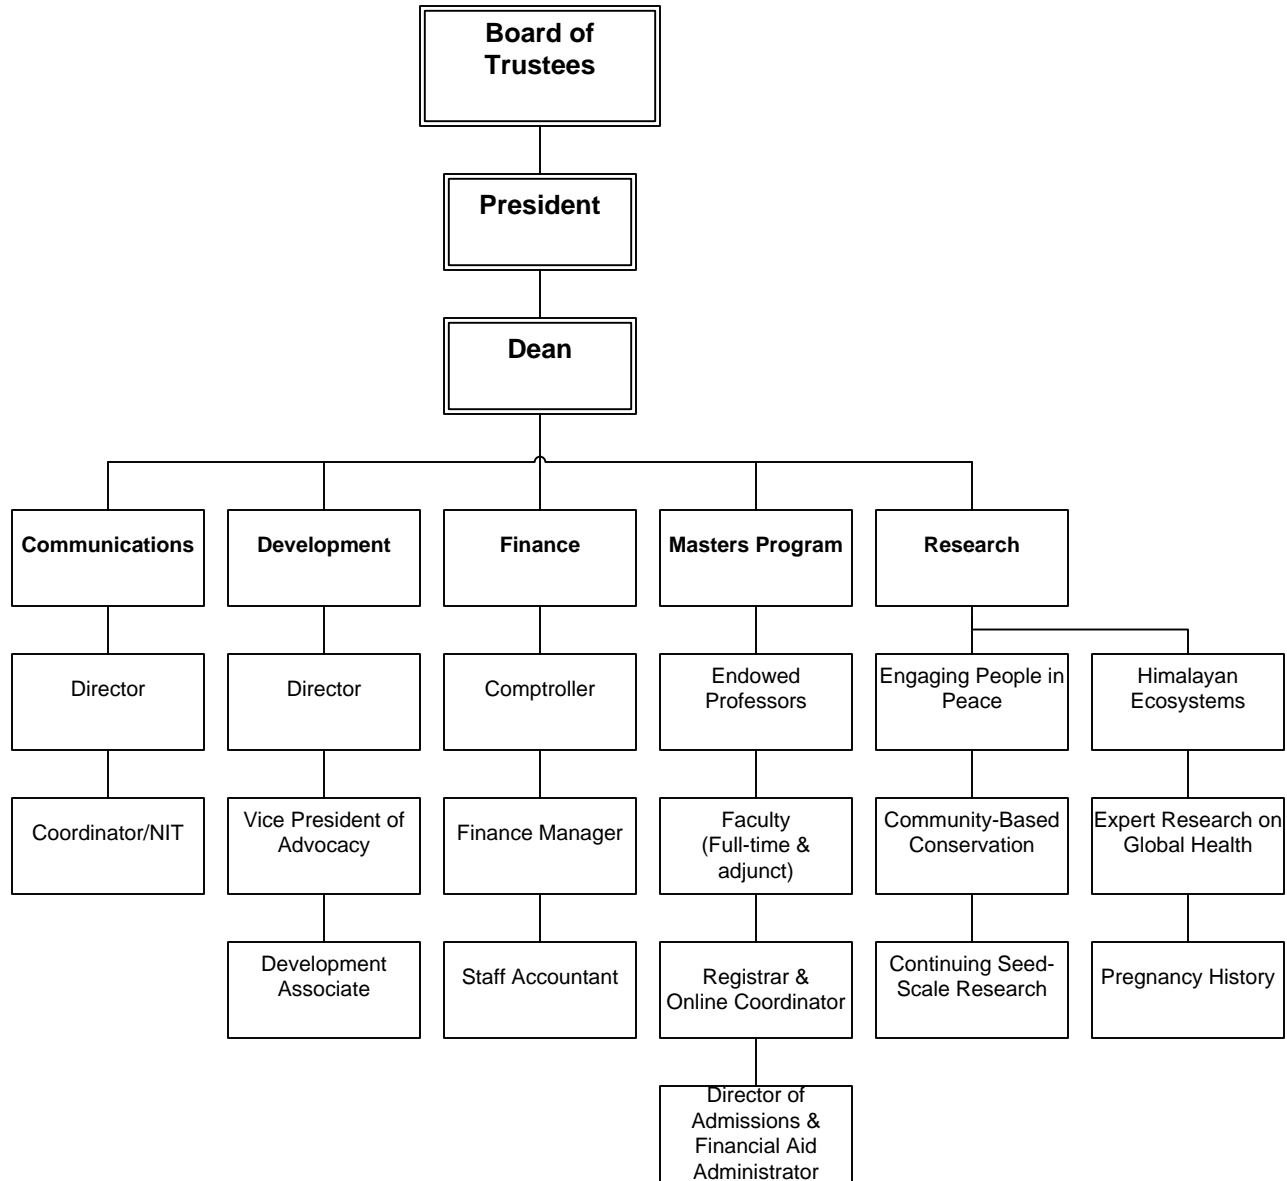 Board of
Trustees
President
Dean
Communications
Development
Finance
Masters Program
Research
Director
Director
Comptroller
Endowed
Professors
Engaging People in
Peace
Himalayan
Ecosystems
Coordinator/NIT
Vice President of
Advocacy
Finance Manager
Faculty
(Full-time &
adjunct)
Community-Based
Conservation
Expert Research on
Global Health
Development
Associate
Staff Accountant
Registrar &
Online Coordinator
Continuing Seed-
Scale Research
Pregnancy History
Director of
Admissions &
Financial Aid
Administrator